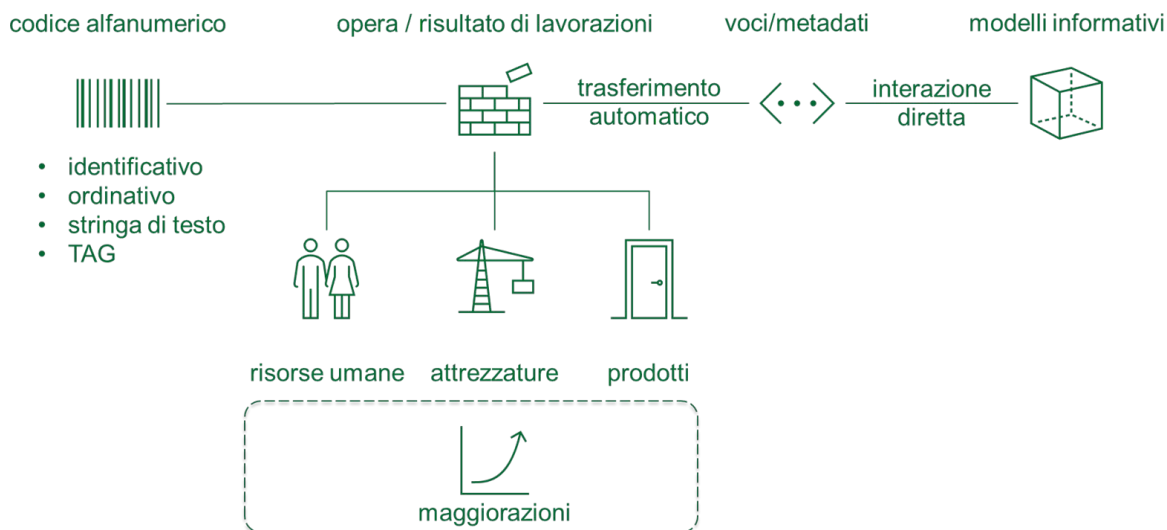 codice alfanumerico
opera / risultato di lavorazioni
voci/metadati
modelli informativi
trasferimento
automatico
interazione
diretta
• identificativo
• ordinativo
• stringa di testo
• TAG
risorse umane
attrezzature
prodotti
maggiorazioni